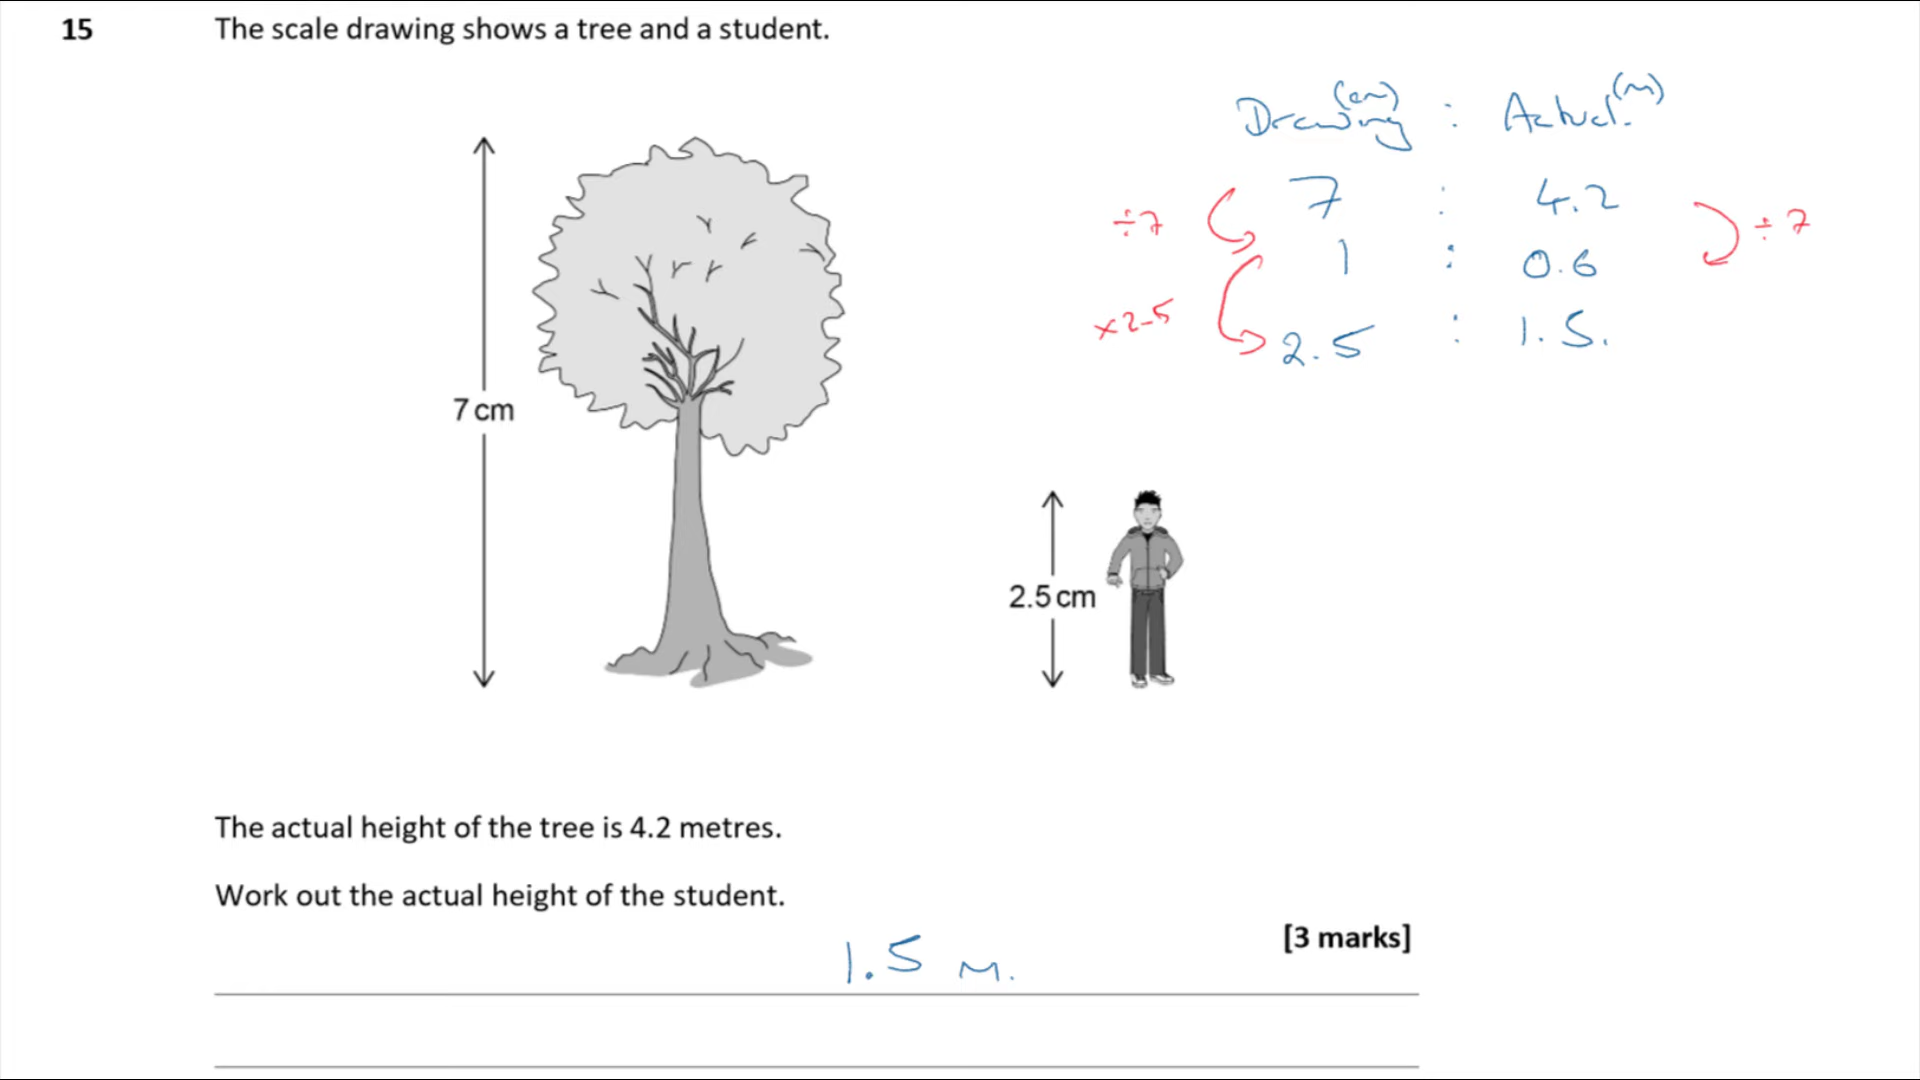 15 The scale drawing shows a tree and a student.
Drawing (cm) : Actual. (m)
÷7 7 : 4.2 ÷7
1 : 0.6
×2.5 2.5 : 1.5.
7 cm
2.5 cm
The actual height of the tree is 4.2 metres.
Work out the actual height of the student.
[3 marks]
1.5 m.